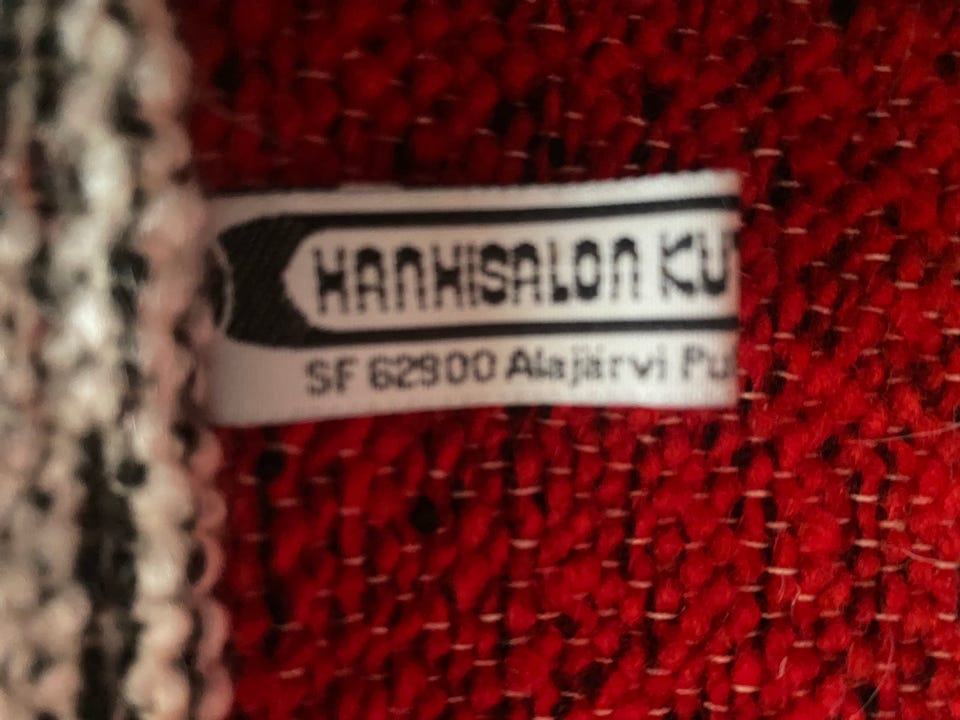 HANHISALON KU
SF 62900 Alajärvi Pu